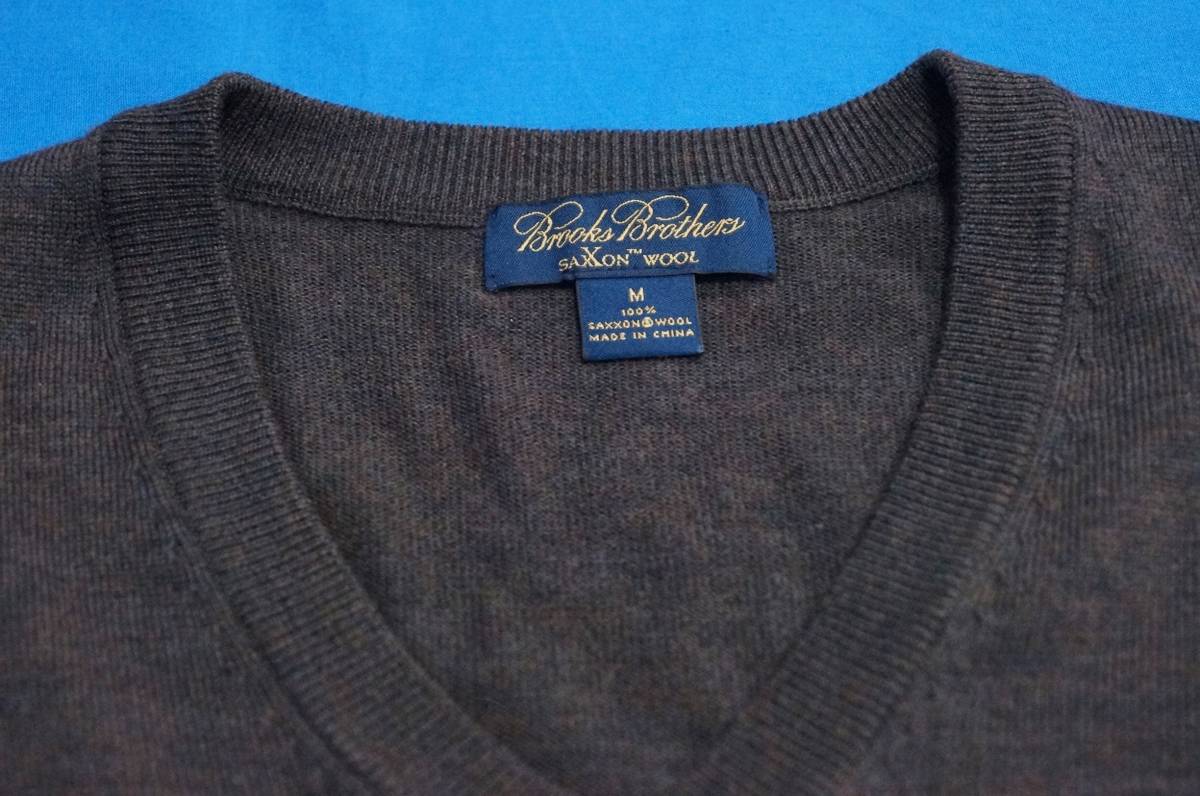 Brooks Brothers
SAXXON™ WOOL
M
100%
SAXXON® WOOL
MADE IN CHINA